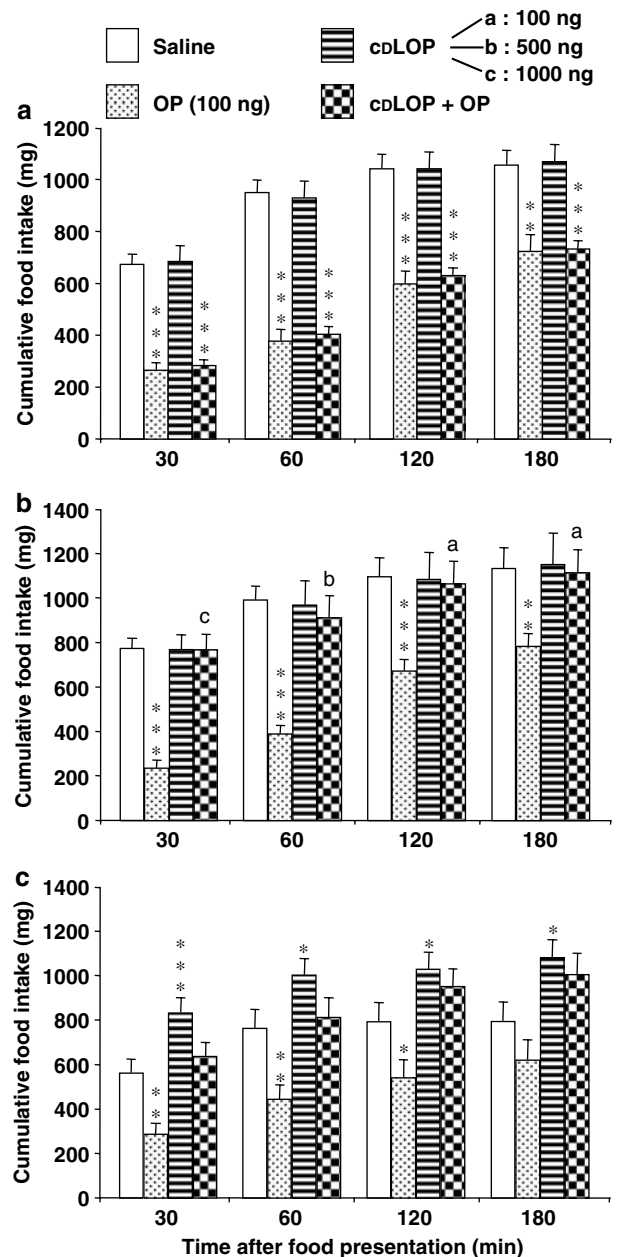 Saline
cDLOP
a : 100 ng
b : 500 ng
c : 1000 ng
OP (100 ng)
cDLOP + OP
a
Cumulative food intake (mg)
1200
1000
800
600
400
200
0
*** *** *** *** *** *** ** ***
30 60 120 180
b
Cumulative food intake (mg)
1400
1200
1000
800
600
400
200
0
*** c *** b *** a ** a
30 60 120 180
c
Cumulative food intake (mg)
1400
1200
1000
800
600
400
200
0
** *** ** * * * *
30 60 120 180
Time after food presentation (min)